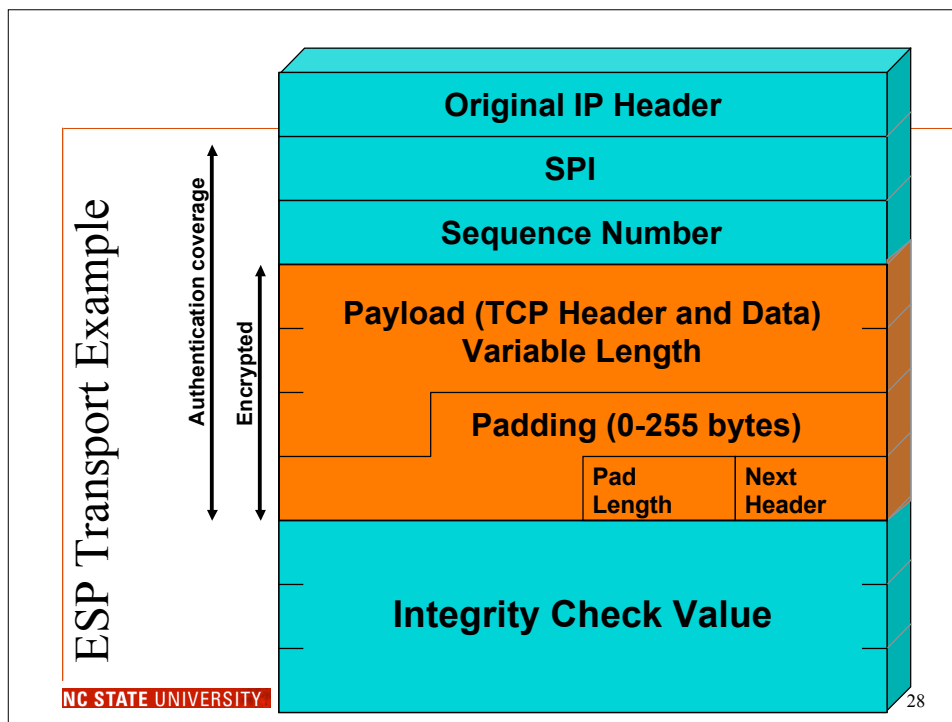 ESP Transport Example
Authentication coverage
Encrypted
Original IP Header
SPI
Sequence Number
Payload (TCP Header and Data)
Variable Length
Padding (0-255 bytes)
Pad
Length
Next
Header
Integrity Check Value
NC STATE UNIVERSITY
28